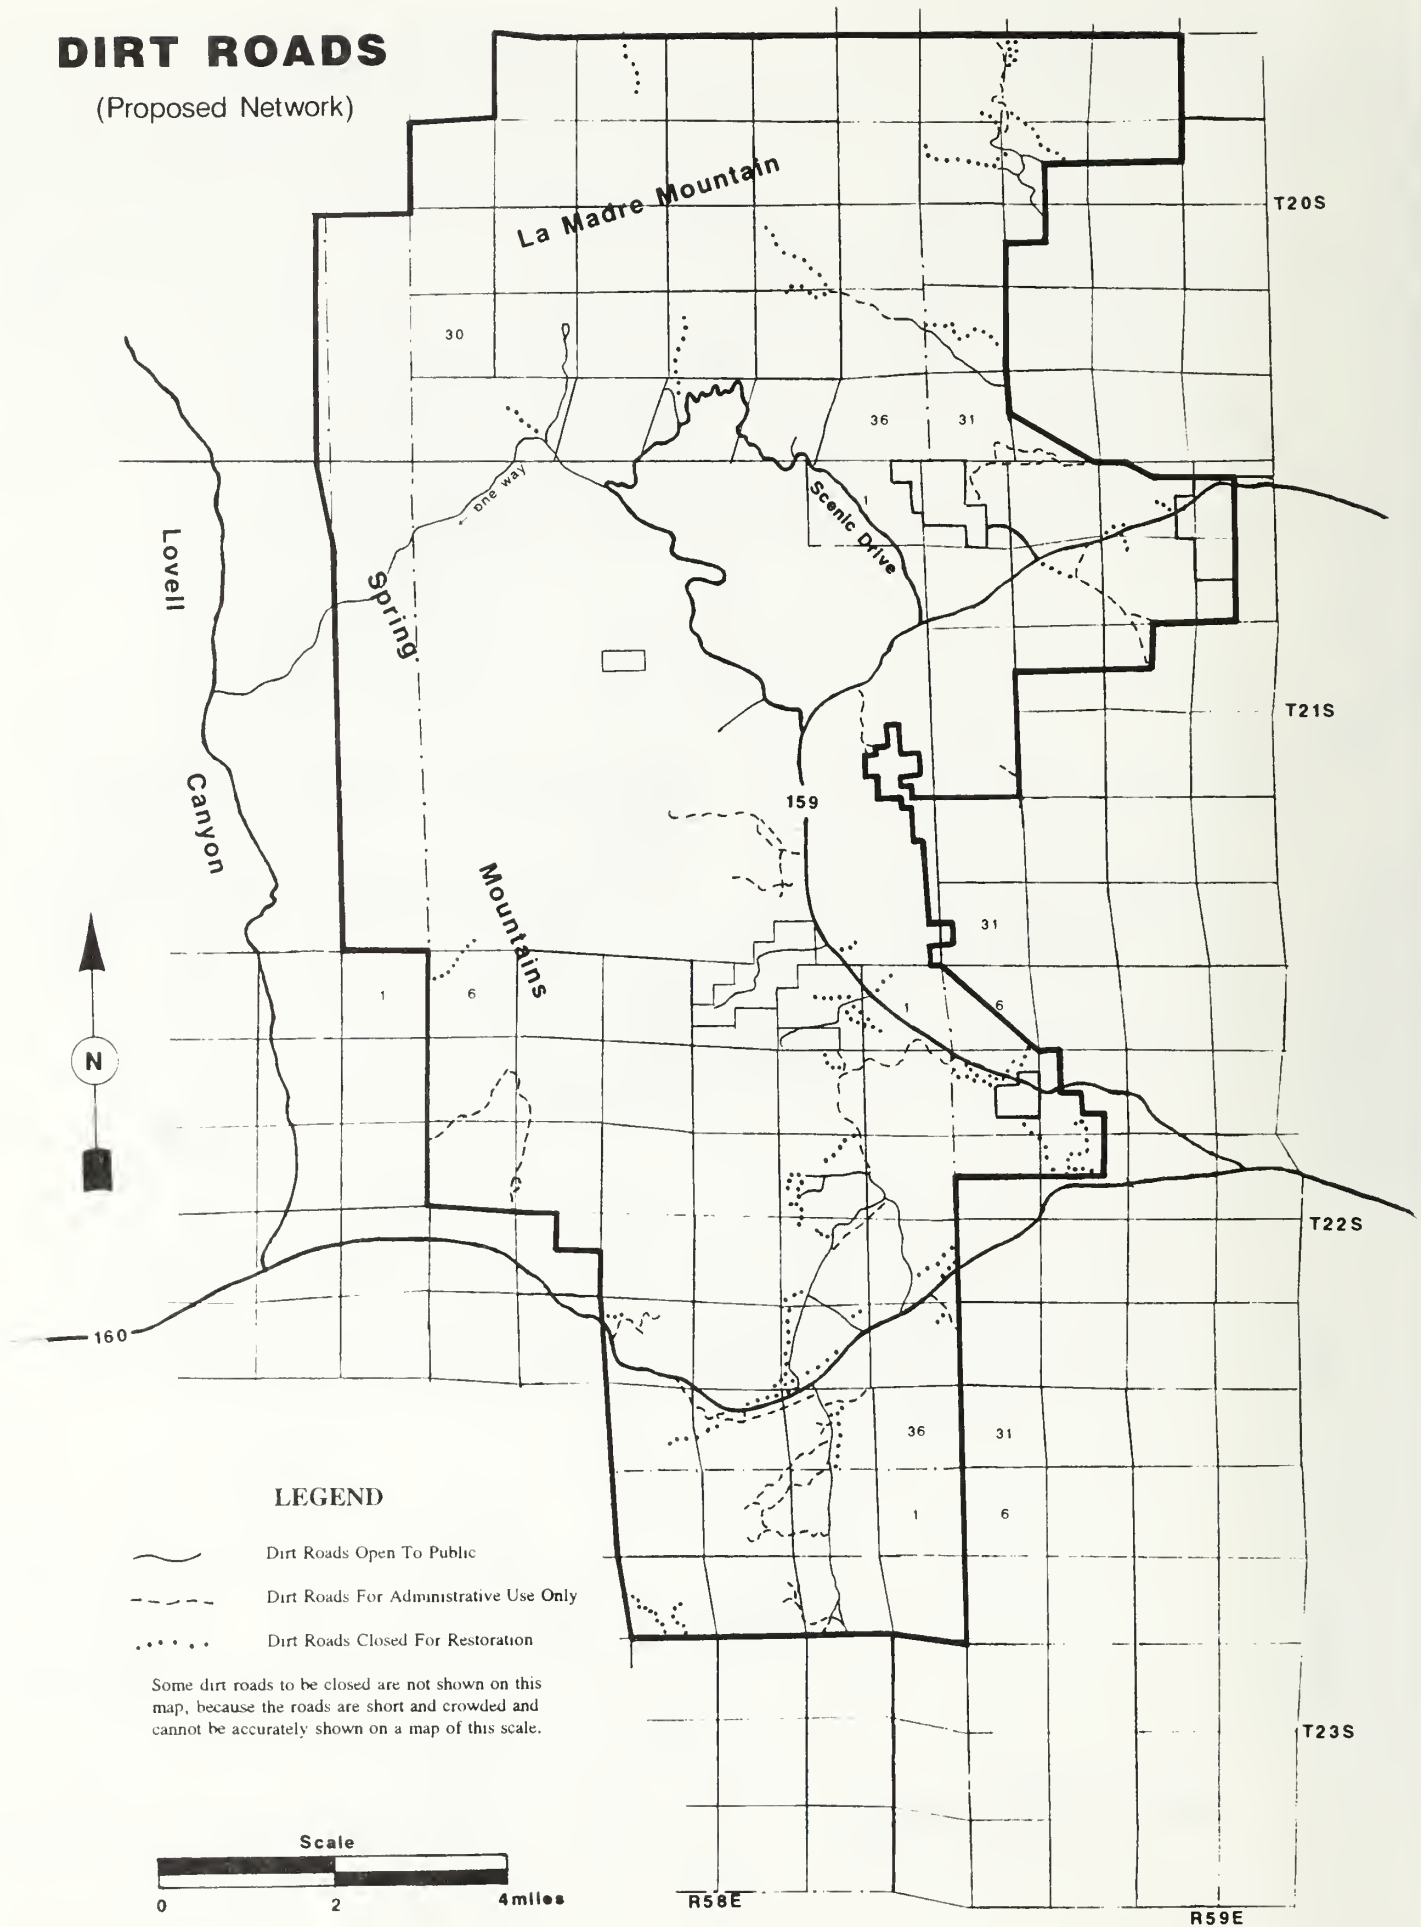 DIRT ROADS
(Proposed Network)
La Madre Mountain
T20S
30
36
31
one way
1
Scenic Drive
Lovell
Canyon
Spring
Mountains
T21S
159
31
1
6
1
6
N
T22S
160
36
31
1
6
LEGEND
Dirt Roads Open To Public
Dirt Roads For Administrative Use Only
Dirt Roads Closed For Restoration
Some dirt roads to be closed are not shown on this
map, because the roads are short and crowded and
cannot be accurately shown on a map of this scale.
T23S
Scale
0
2
4miles
R58E
R59E